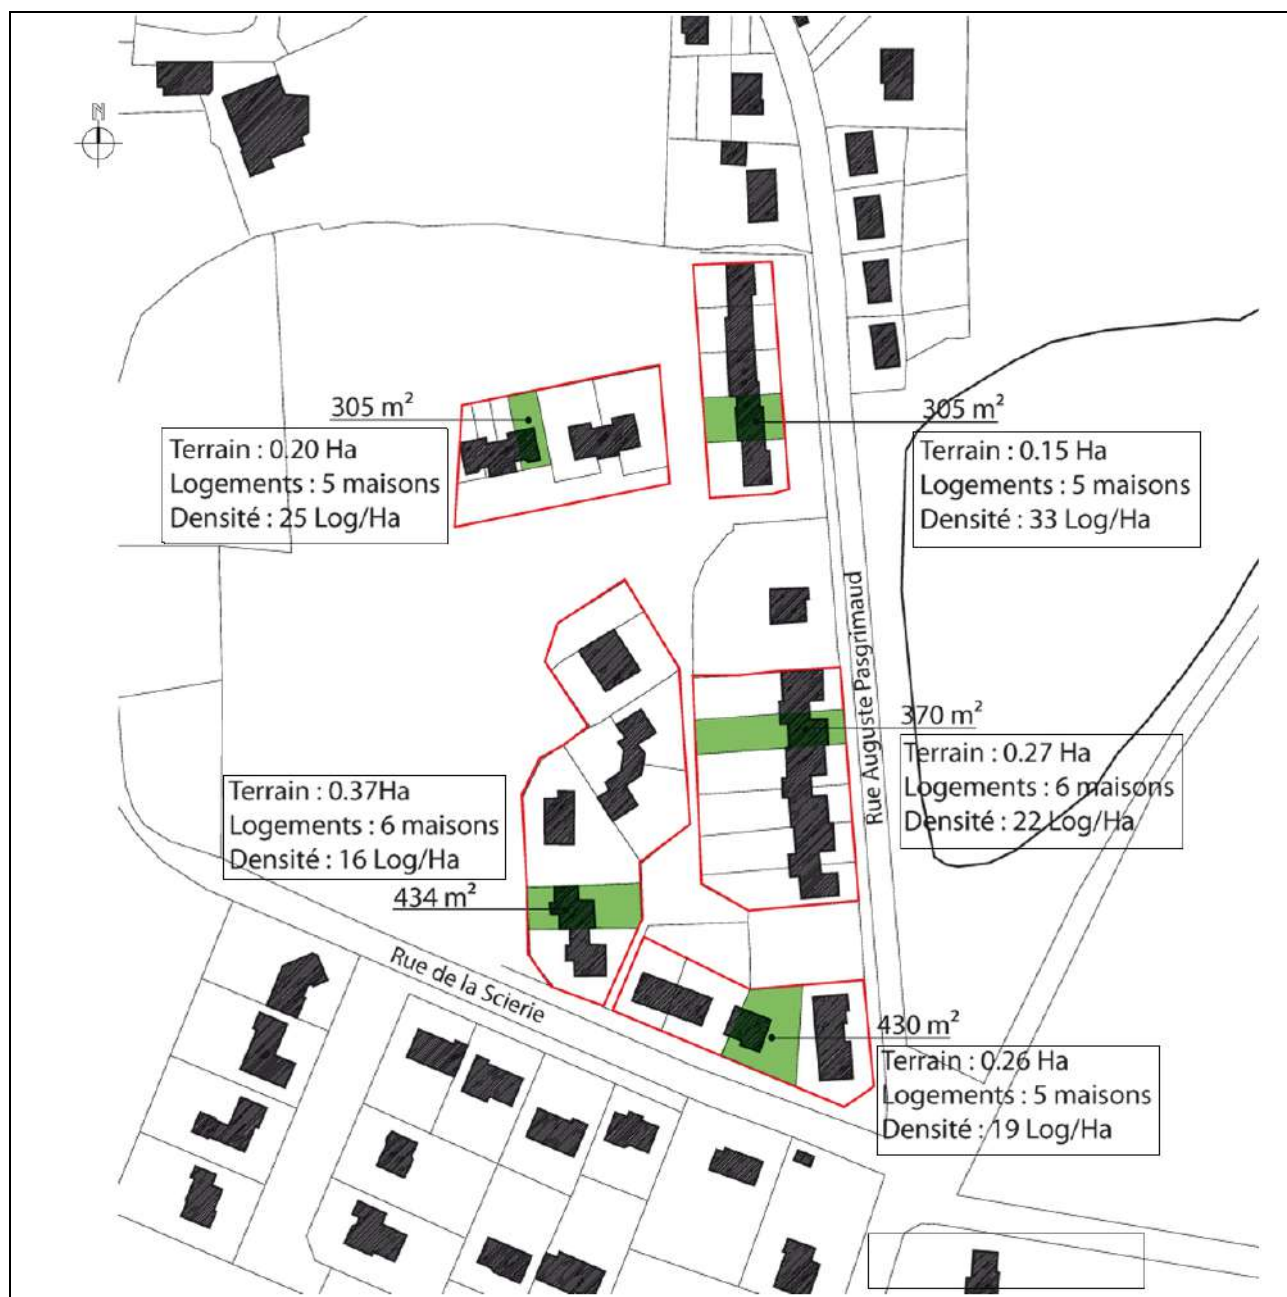 N
305 m²
Terrain : 0.20 Ha
Logements : 5 maisons
Densité : 25 Log/Ha
305 m²
Terrain : 0.15 Ha
Logements : 5 maisons
Densité : 33 Log/Ha
Rue Auguste Pasgrimaud
370 m²
Terrain : 0.27 Ha
Logements : 6 maisons
Densité : 22 Log/Ha
Terrain : 0.37Ha
Logements : 6 maisons
Densité : 16 Log/Ha
434 m²
Rue de la Scierie
430 m²
Terrain : 0.26 Ha
Logements : 5 maisons
Densité : 19 Log/Ha